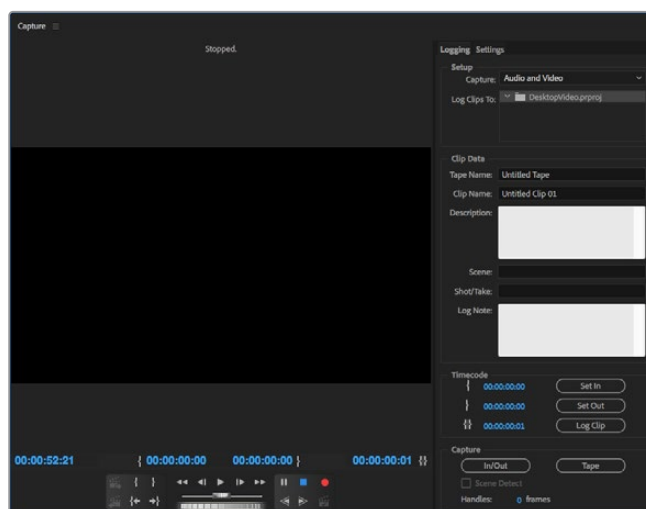 Capture
Stopped.
Logging Settings
Setup
Capture: Audio and Video
Log Clips To: DesktopVideo.prproj
Clip Data
Tape Name: Untitled Tape
Clip Name: Untitled Clip 01
Description:
Scene:
Shot/Take:
Log Note:
Timecode
{ 00:00:00:00 Set In
} 00:00:00:00 Set Out
{} 00:00:00:01 Log Clip
00:00:52:21 { 00:00:00:00 00:00:00:00 } 00:00:00:01 {}
Capture
In/Out Tape
Scene Detect
Handles: 0 frames